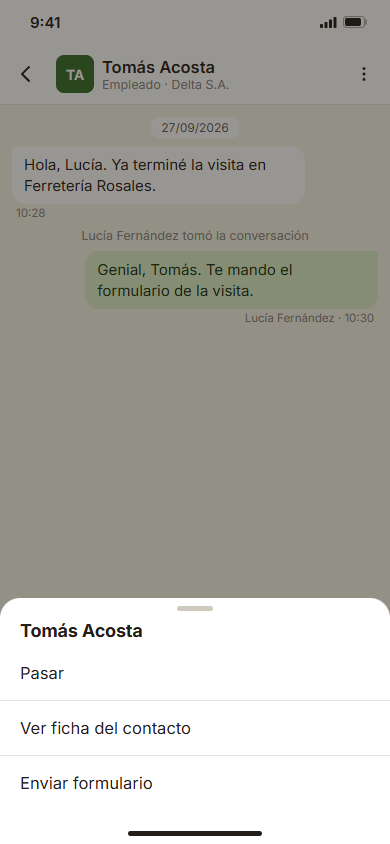 9:41
TA
Tomás Acosta
Empleado · Delta S.A.
27/09/2026
Hola, Lucía. Ya terminé la visita en
Ferretería Rosales.
10:28
Lucía Fernández tomó la conversación
Genial, Tomás. Te mando el
formulario de la visita.
Lucía Fernández · 10:30
Tomás Acosta
Pasar
Ver ficha del contacto
Enviar formulario